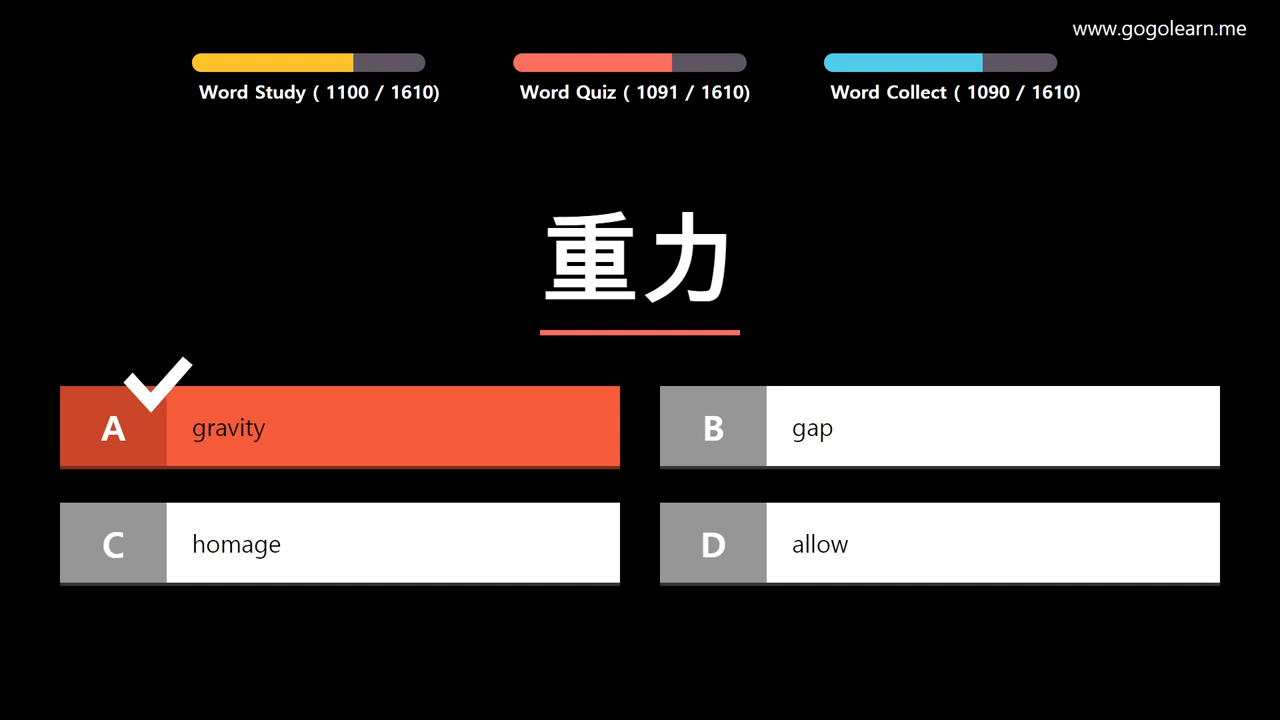 www.gogolearn.me
Word Study ( 1100 / 1610)
Word Quiz ( 1091 / 1610)
Word Collect ( 1090 / 1610)
重力
A gravity
B gap
C homage
D allow